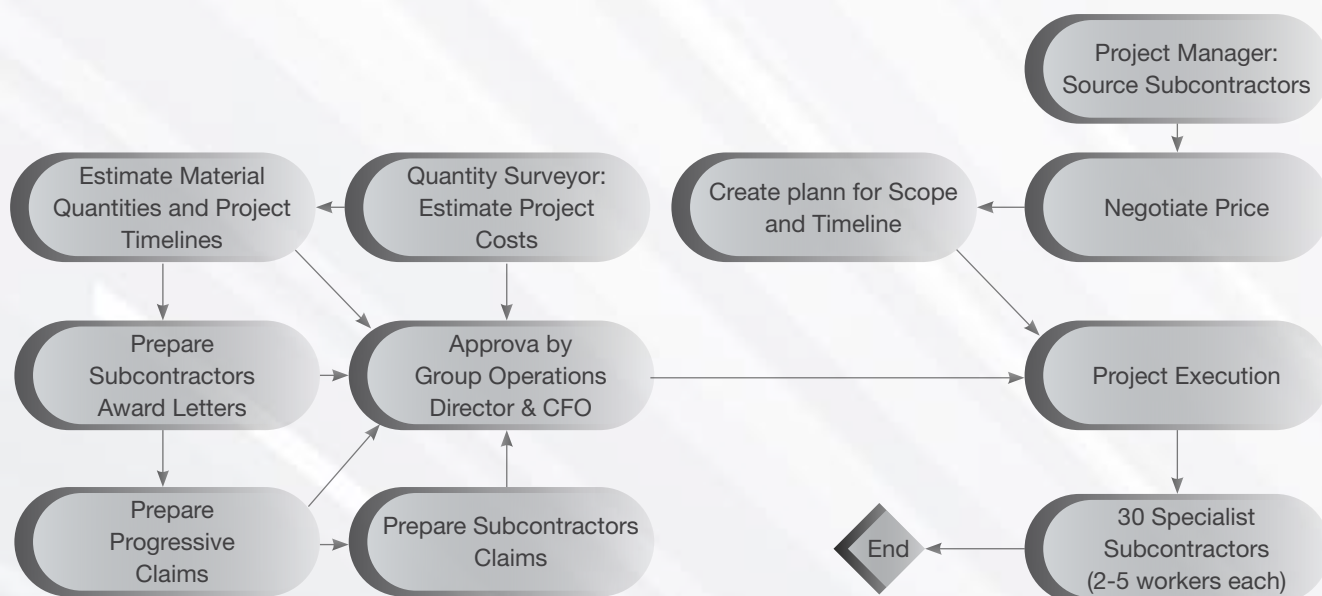 Project Manager:
Source Subcontractors
Estimate Material
Quantities and Project
Timelines
Quantity Surveyor:
Estimate Project
Costs
Create plann for Scope
and Timeline
Negotiate Price
Prepare
Subcontractors
Award Letters
Approva by
Group Operations
Director & CFO
Project Execution
Prepare
Progressive
Claims
Prepare Subcontractors
Claims
End
30 Specialist
Subcontractors
(2-5 workers each)